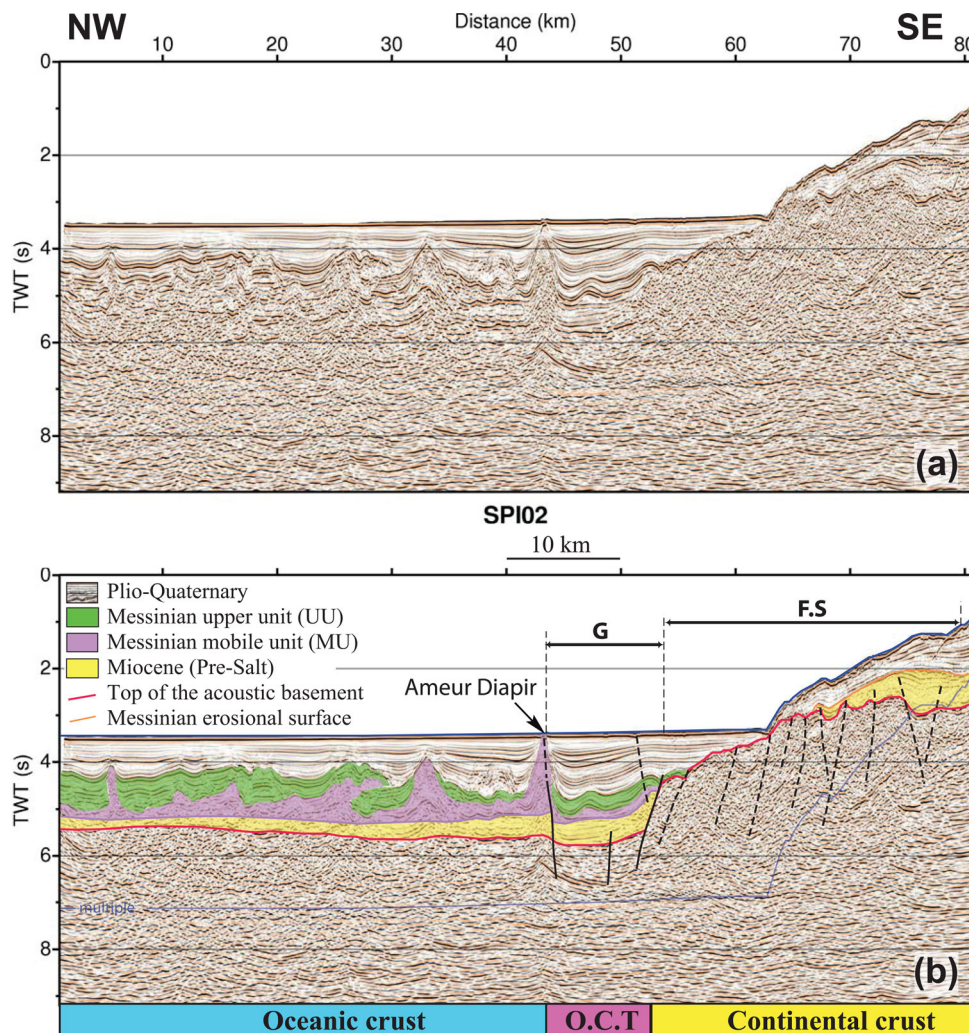 NW
Distance (km)
SE
10 20 30 40 50 60 70 80
0
2
4
6
8
TWT (s)
(a)
SPI02
10 km
0
2
4
6
8
TWT (s)
Plio-Quaternary
Messinian upper unit (UU)
Messinian mobile unit (MU)
Miocene (Pre-Salt)
Top of the acoustic basement
Messinian erosional surface
G
F.S
Ameur Diapir
multiple
(b)
Oceanic crust
O.C.T
Continental crust